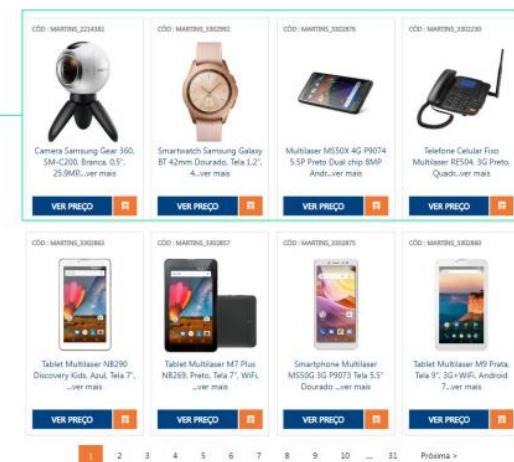 CÓD : MARTINS_2214382
CÓD : MARTINS_3302992
CÓD : MARTINS_3302876
CÓD : MARTINS_3302230
Camera Samsung Gear 360,
SM-C200, Branca, 0.5",
25.9MP,...ver mais
Smartwatch Samsung Galaxy
BT 42mm Dourado, Tela 1.2",
4...ver mais
Multilaser MS50X 4G P9074
5.5P Preto Dual chip 8MP
Andr...ver mais
Telefone Celular Fixo
Multilaser RE504, 3G Preto,
Quadr...ver mais
VER PREÇO
VER PREÇO
VER PREÇO
VER PREÇO
CÓD : MARTINS_3302863
CÓD : MARTINS_3302857
CÓD : MARTINS_3302875
CÓD : MARTINS_3302860
Tablet Multilaser NB290
Discovery Kids, Azul, Tela 7",
...ver mais
Tablet Multilaser M7 Plus
NB269, Preto, Tela 7", WiFi,
...ver mais
Smartphone Multilaser
MS50G 3G P9073 Tela 5.5"
Dourado ...ver mais
Tablet Multilaser M9 Prata,
Tela 9", 3G+WiFi, Android
7...ver mais
VER PREÇO
VER PREÇO
VER PREÇO
VER PREÇO
1 2 3 4 5 6 7 8 9 10 ... 31 Próxima >